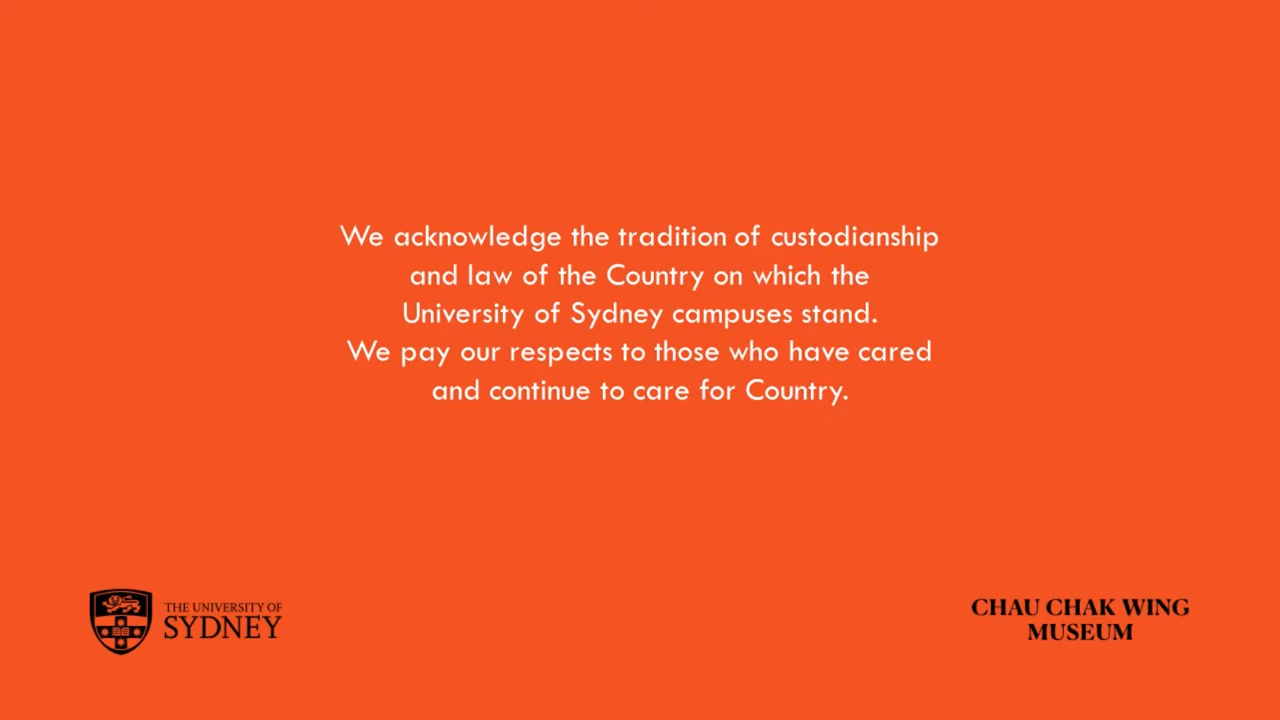 We acknowledge the tradition of custodianship
and law of the Country on which the
University of Sydney campuses stand.
We pay our respects to those who have cared
and continue to care for Country.
THE UNIVERSITY OF
SYDNEY
CHAU CHAK WING
MUSEUM